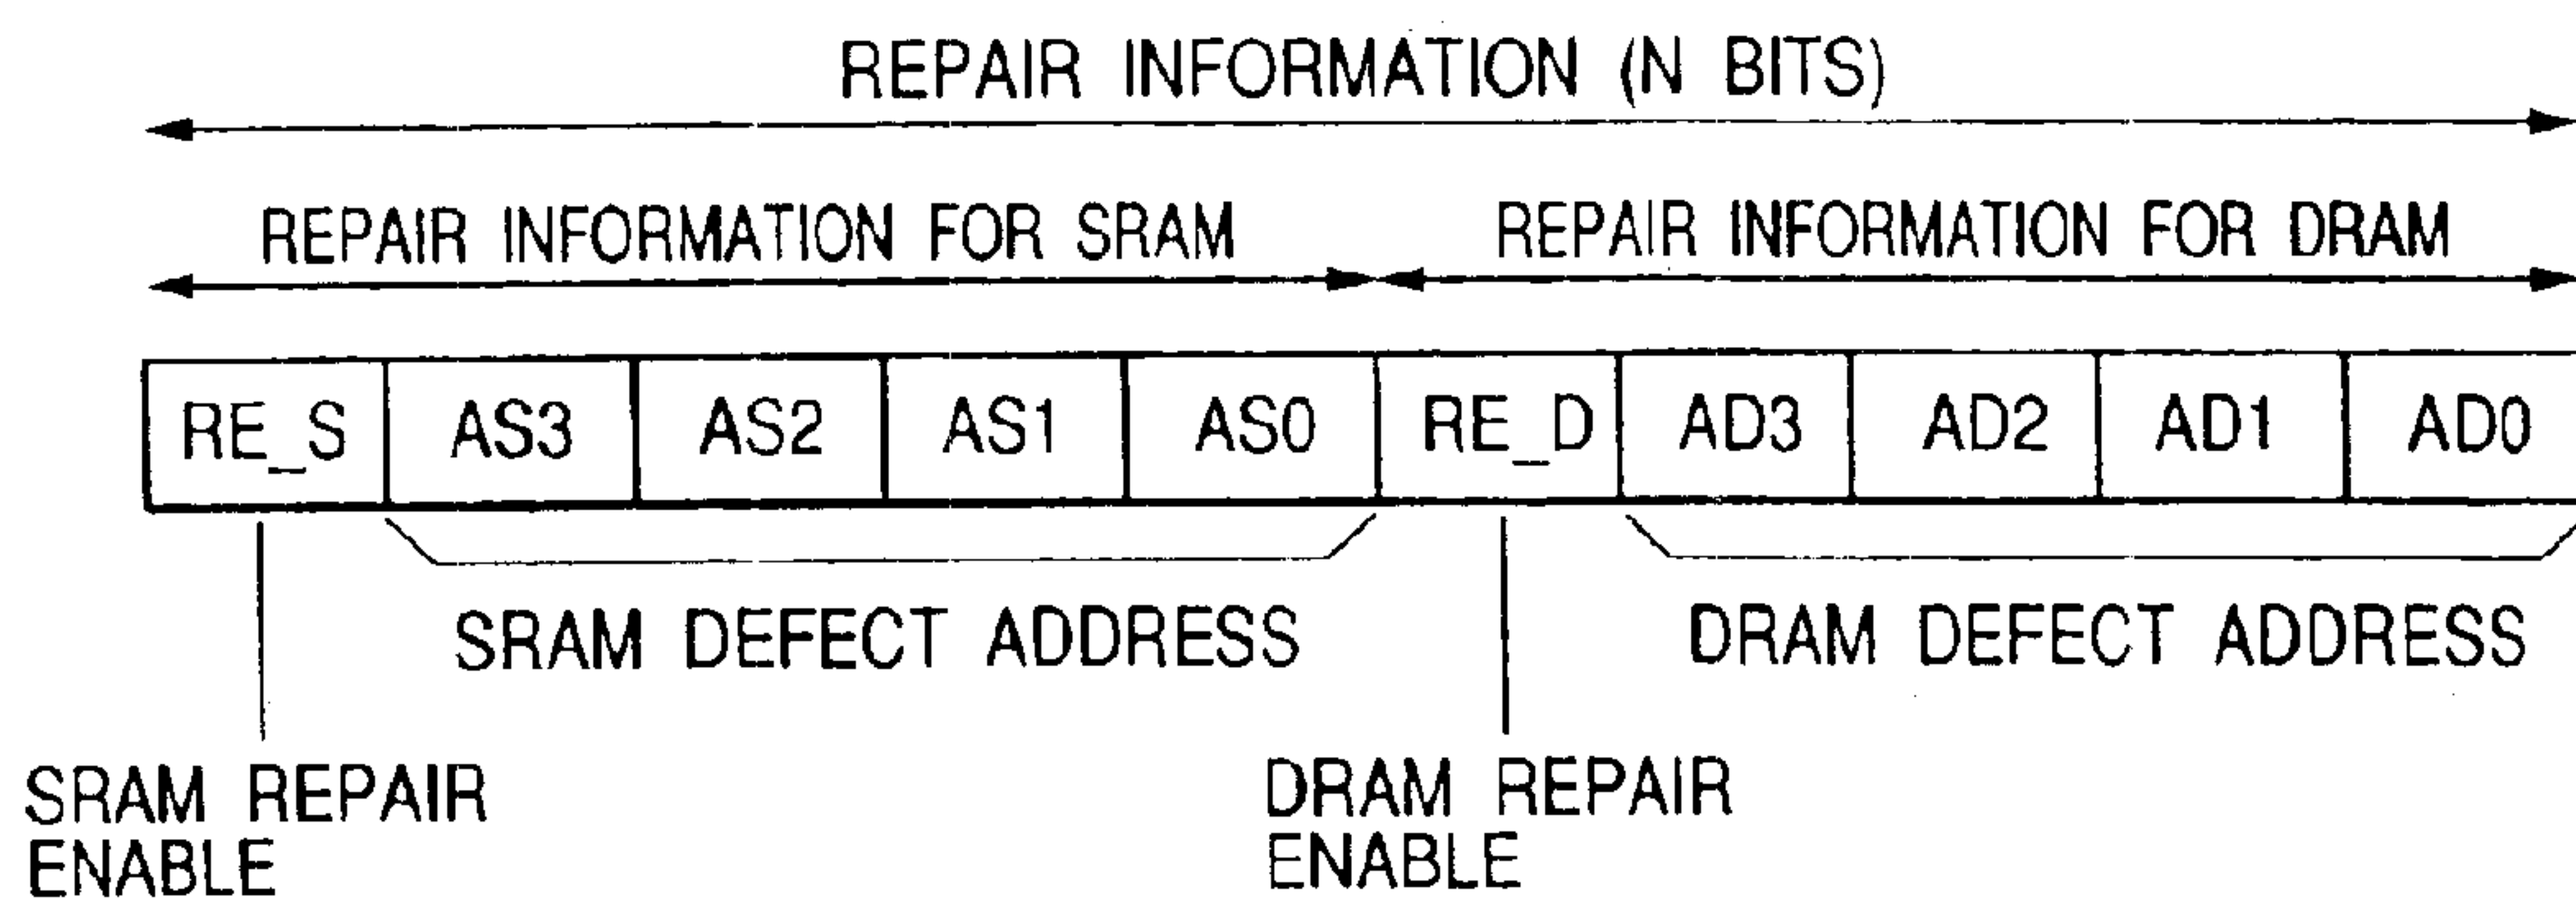 REPAIR INFORMATION (N BITS)
REPAIR INFORMATION FOR SRAM REPAIR INFORMATION FOR DRAM
RE_S AS3 AS2 AS1 AS0 RE_D AD3 AD2 AD1 AD0
SRAM DEFECT ADDRESS DRAM DEFECT ADDRESS
SRAM REPAIR ENABLE
DRAM REPAIR ENABLE